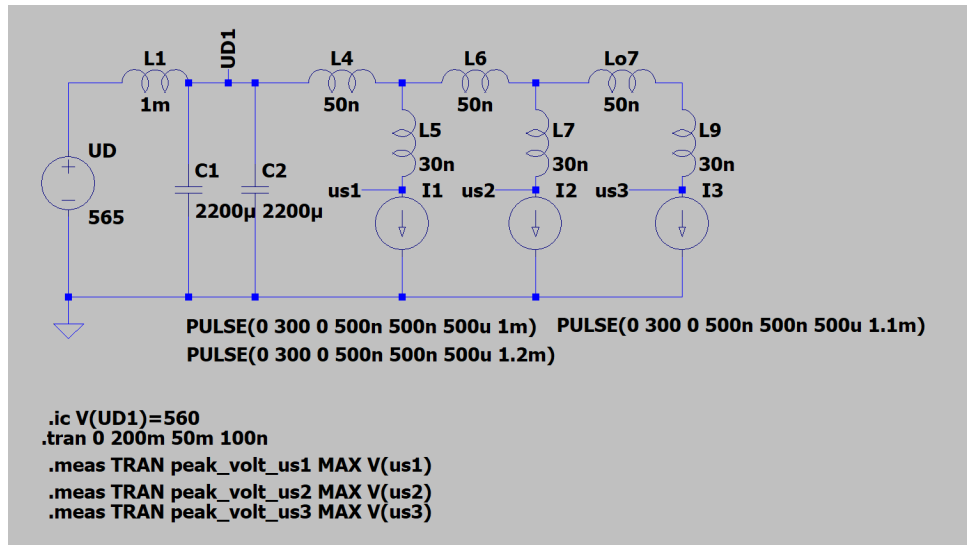 UD1
L1
1m
L4
50n
L6
50n
Lo7
50n
L5
30n
L7
30n
L9
30n
UD
565
C1
2200µ
C2
2200µ
us1
I1
us2
I2
us3
I3
PULSE(0 300 0 500n 500n 500u 1m)
PULSE(0 300 0 500n 500n 500u 1.1m)
PULSE(0 300 0 500n 500n 500u 1.2m)
.ic V(UD1)=560
.tran 0 200m 50m 100n
.meas TRAN peak_volt_us1 MAX V(us1)
.meas TRAN peak_volt_us2 MAX V(us2)
.meas TRAN peak_volt_us3 MAX V(us3)